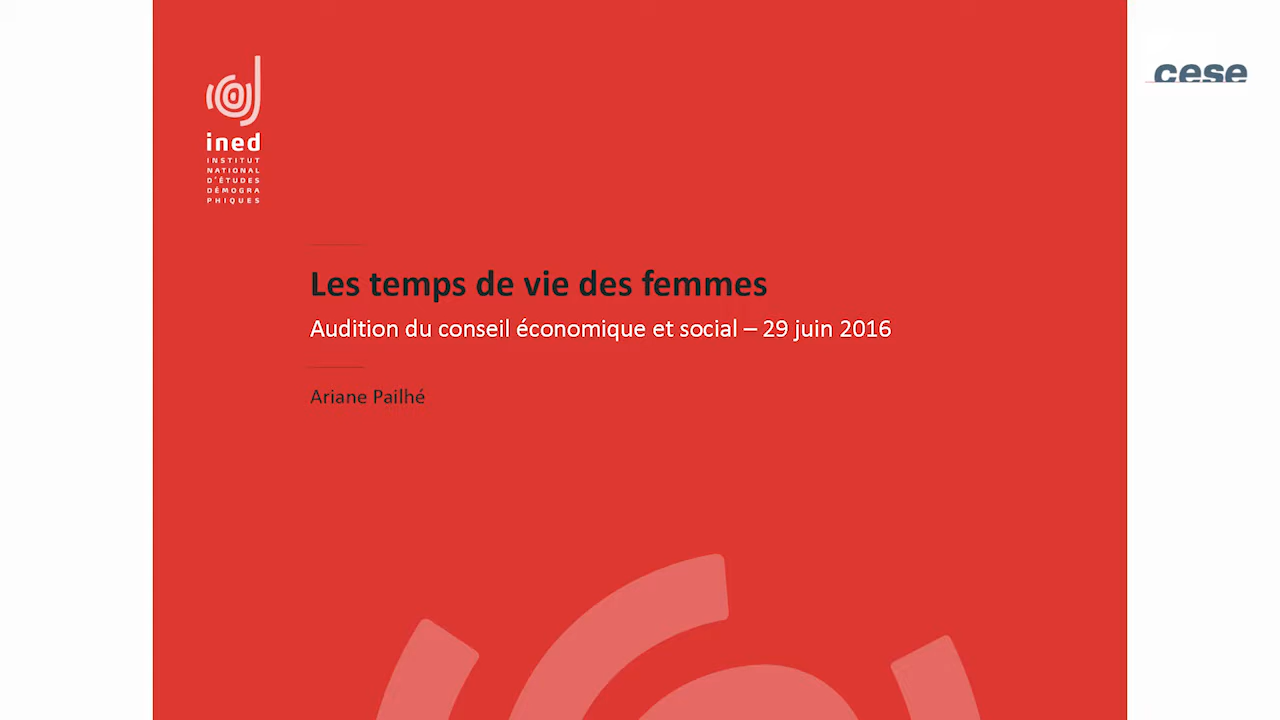 ined
INSTITUT
NATIONAL
D'ÉTUDES
DÉMOGRA
PHIQUES
cese
Les temps de vie des femmes
Audition du conseil économique et social – 29 juin 2016
Ariane Pailhé